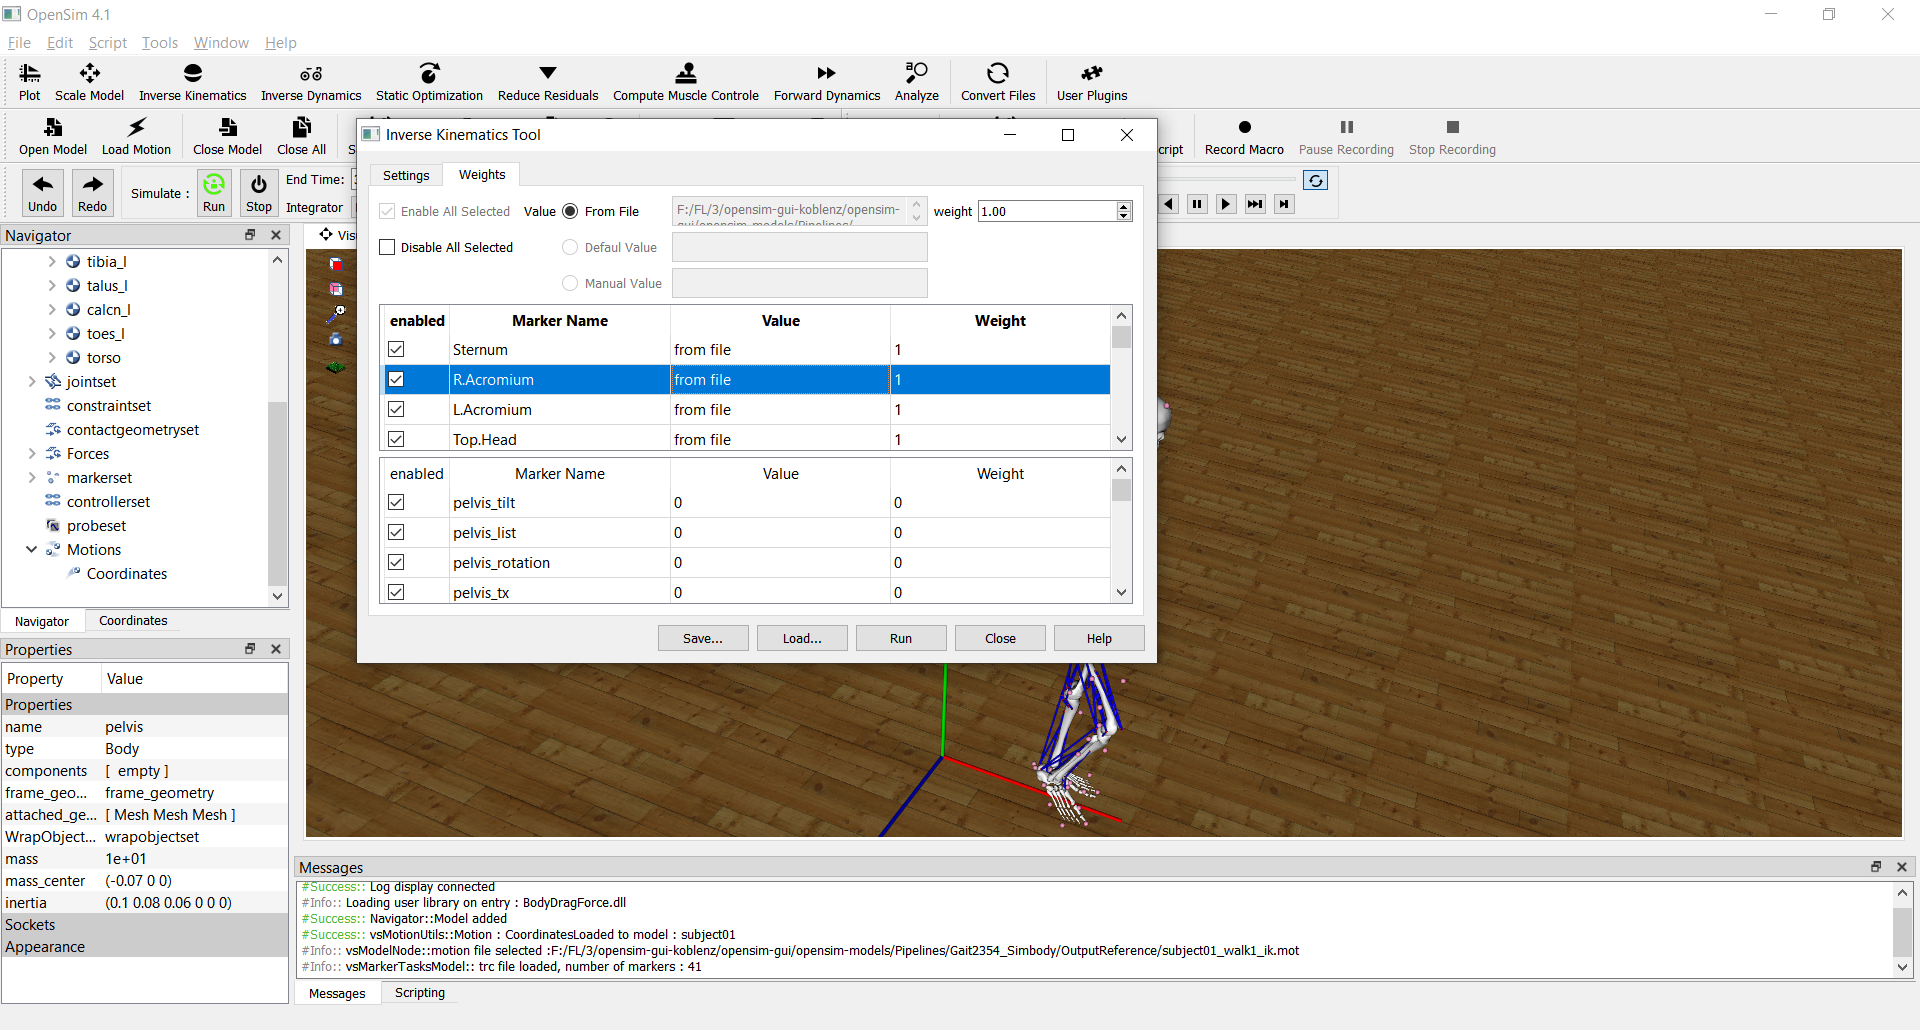 OpenSim 4.1
File Edit Script Tools Window Help
Plot Scale Model Inverse Kinematics Inverse Dynamics Static Optimization Reduce Residuals Compute Muscle Controle Forward Dynamics Analyze Convert Files User Plugins
Open Model Load Motion Close Model Close All S cript Record Macro Pause Recording Stop Recording
Undo Redo Simulate : Run Stop
End Time:
Integrator
Inverse Kinematics Tool
Settings Weights
Enable All Selected Value From File F:/FL/3/opensim-gui-koblenz/opensim-
gui/opensim-models/Pipelines/
weight 1.00
Disable All Selected Defaul Value
Manual Value
enabled Marker Name Value Weight
Sternum from file 1
R.Acromium from file 1
L.Acromium from file 1
Top.Head from file 1
enabled Marker Name Value Weight
pelvis_tilt 0 0
pelvis_list 0 0
pelvis_rotation 0 0
pelvis_tx 0 0
Save... Load... Run Close Help
Navigator
tibia_l
talus_l
calcn_l
toes_l
torso
jointset
constraintset
contactgeometryset
Forces
markerset
controllerset
probeset
Motions
Coordinates
Navigator Coordinates
Vis
Properties
Property Value
Properties
name pelvis
type Body
components [ empty ]
frame_geo... frame_geometry
attached_ge... [ Mesh Mesh Mesh ]
WrapObject... wrapobjectset
mass 1e+01
mass_center (-0.07 0 0)
inertia (0.1 0.08 0.06 0 0 0)
Sockets
Appearance
Messages
#Success:: Log display connected
#Info:: Loading user library on entry : BodyDragForce.dll
#Success:: Navigator::Model added
#Success:: vsMotionUtils::Motion : CoordinatesLoaded to model : subject01
#Info:: vsModelNode::motion file selected :F:/FL/3/opensim-gui-koblenz/opensim-gui/opensim-models/Pipelines/Gait2354_Simbody/OutputReference/subject01_walk1_ik.mot
#Info:: vsMarkerTasksModel:: trc file loaded, number of markers : 41
Messages Scripting